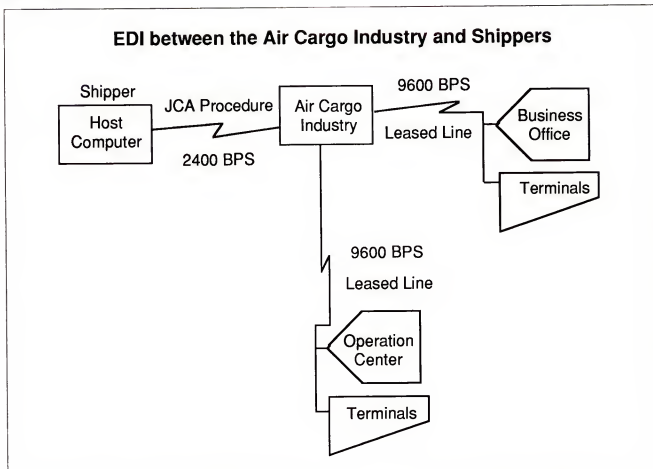 EDI between the Air Cargo Industry and Shippers
Shipper
Host
Computer
JCA Procedure
2400 BPS
Air Cargo
Industry
9600 BPS
Leased Line
Business
Office
Terminals
9600 BPS
Leased Line
Operation
Center
Terminals